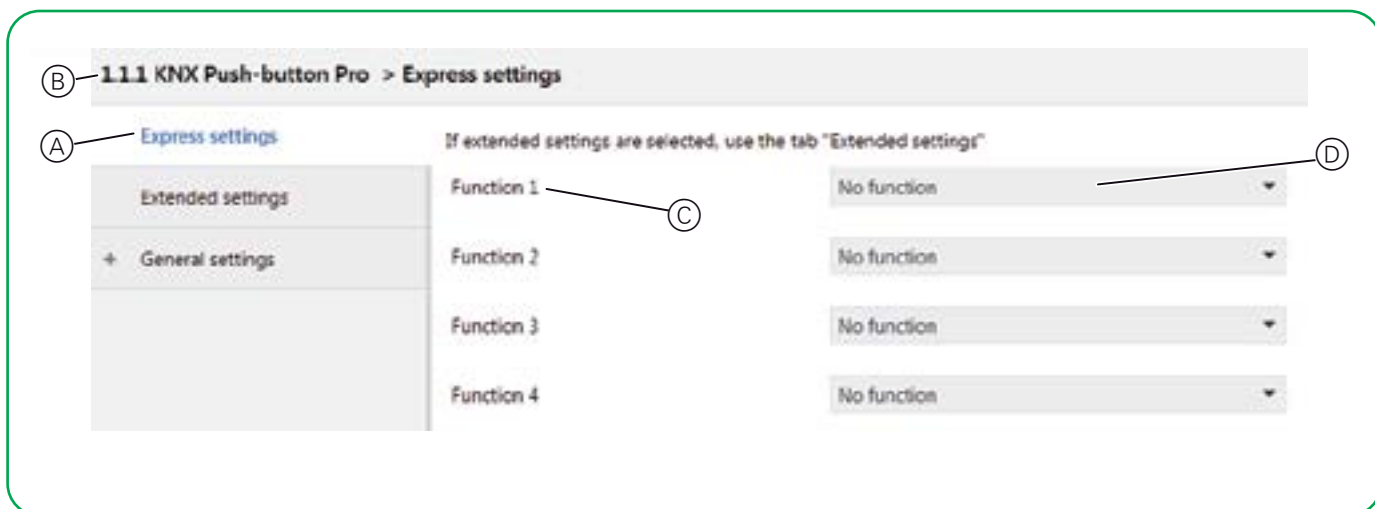 B 1.1.1 KNX Push-button Pro > Express settings
A Express settings
If extended settings are selected, use the tab "Extended settings"
D
Extended settings
Function 1
No function
C
+ General settings
Function 2
No function
Function 3
No function
Function 4
No function